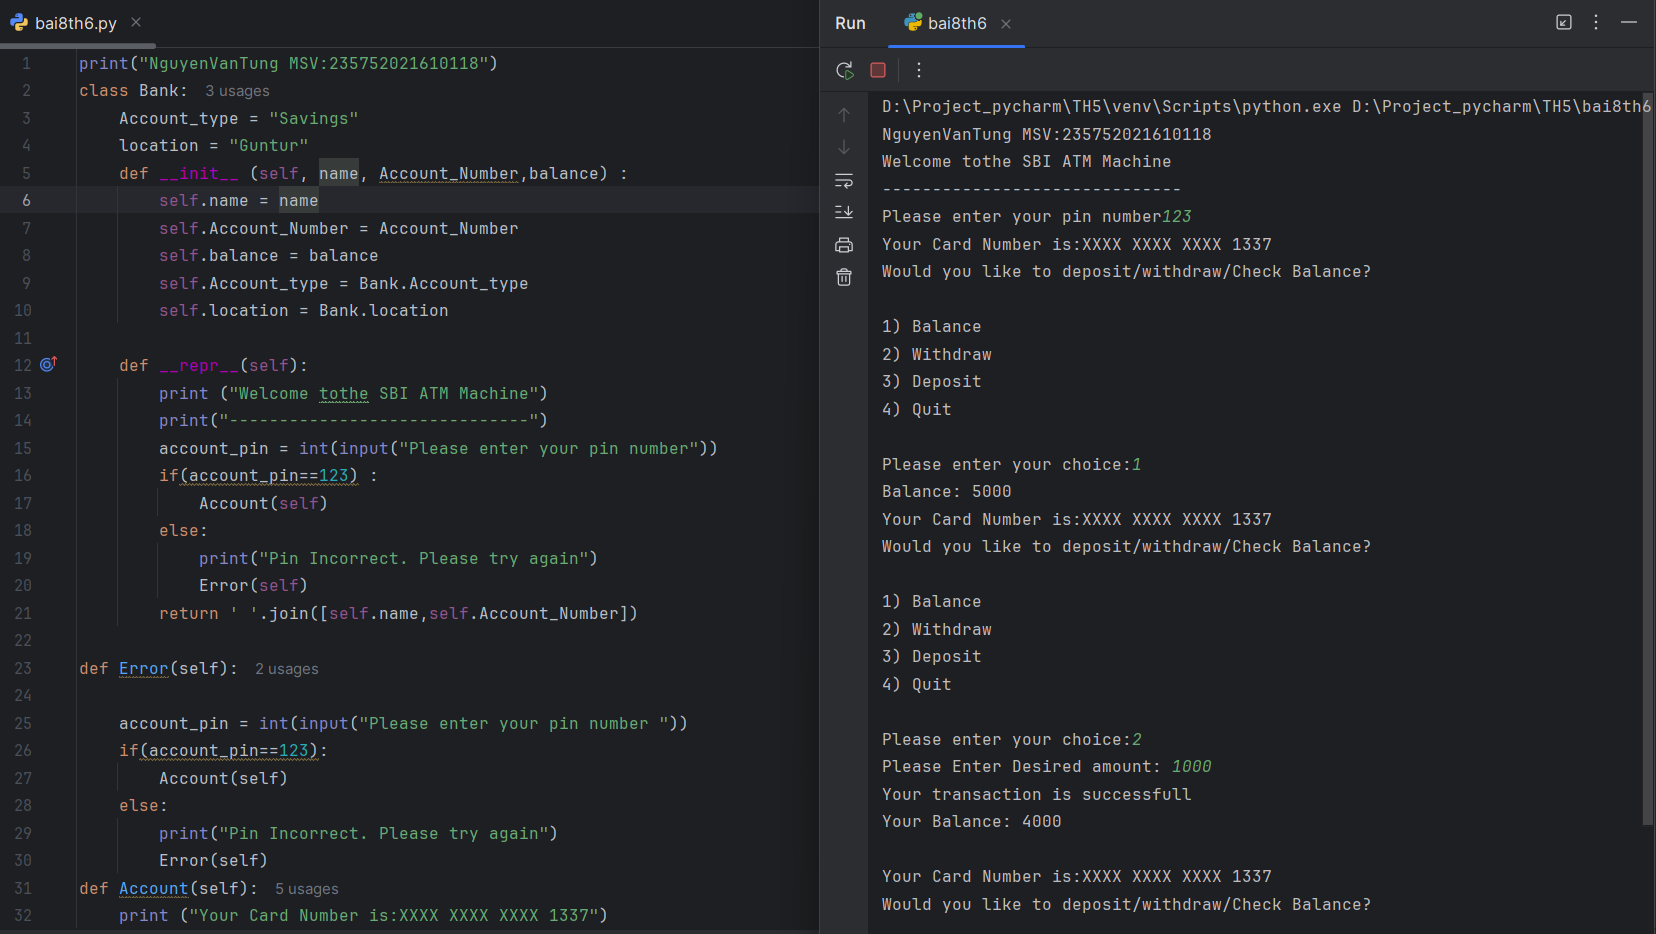 bai8th6.py
1 print("NguyenVanTung MSV:235752021610118")
2 class Bank: 3 usages
3 Account_type = "Savings"
4 location = "Guntur"
5 def __init__ (self, name, Account_Number,balance) :
6 self.name = name
7 self.Account_Number = Account_Number
8 self.balance = balance
9 self.Account_type = Bank.Account_type
10 self.location = Bank.location
11
12 def __repr__(self):
13 print ("Welcome tothe SBI ATM Machine")
14 print("------------------------------")
15 account_pin = int(input("Please enter your pin number"))
16 if(account_pin==123) :
17 Account(self)
18 else:
19 print("Pin Incorrect. Please try again")
20 Error(self)
21 return ' '.join([self.name,self.Account_Number])
22
23 def Error(self): 2 usages
24
25 account_pin = int(input("Please enter your pin number "))
26 if(account_pin==123):
27 Account(self)
28 else:
29 print("Pin Incorrect. Please try again")
30 Error(self)
31 def Account(self): 5 usages
32 print ("Your Card Number is:XXXX XXXX XXXX 1337")
Run bai8th6
D:\Project_pycharm\TH5\venv\Scripts\python.exe D:\Project_pycharm\TH5\bai8th6
NguyenVanTung MSV:235752021610118
Welcome tothe SBI ATM Machine
------------------------------
Please enter your pin number123
Your Card Number is:XXXX XXXX XXXX 1337
Would you like to deposit/withdraw/Check Balance?
1) Balance
2) Withdraw
3) Deposit
4) Quit
Please enter your choice:1
Balance: 5000
Your Card Number is:XXXX XXXX XXXX 1337
Would you like to deposit/withdraw/Check Balance?
1) Balance
2) Withdraw
3) Deposit
4) Quit
Please enter your choice:2
Please Enter Desired amount: 1000
Your transaction is successfull
Your Balance: 4000
Your Card Number is:XXXX XXXX XXXX 1337
Would you like to deposit/withdraw/Check Balance?